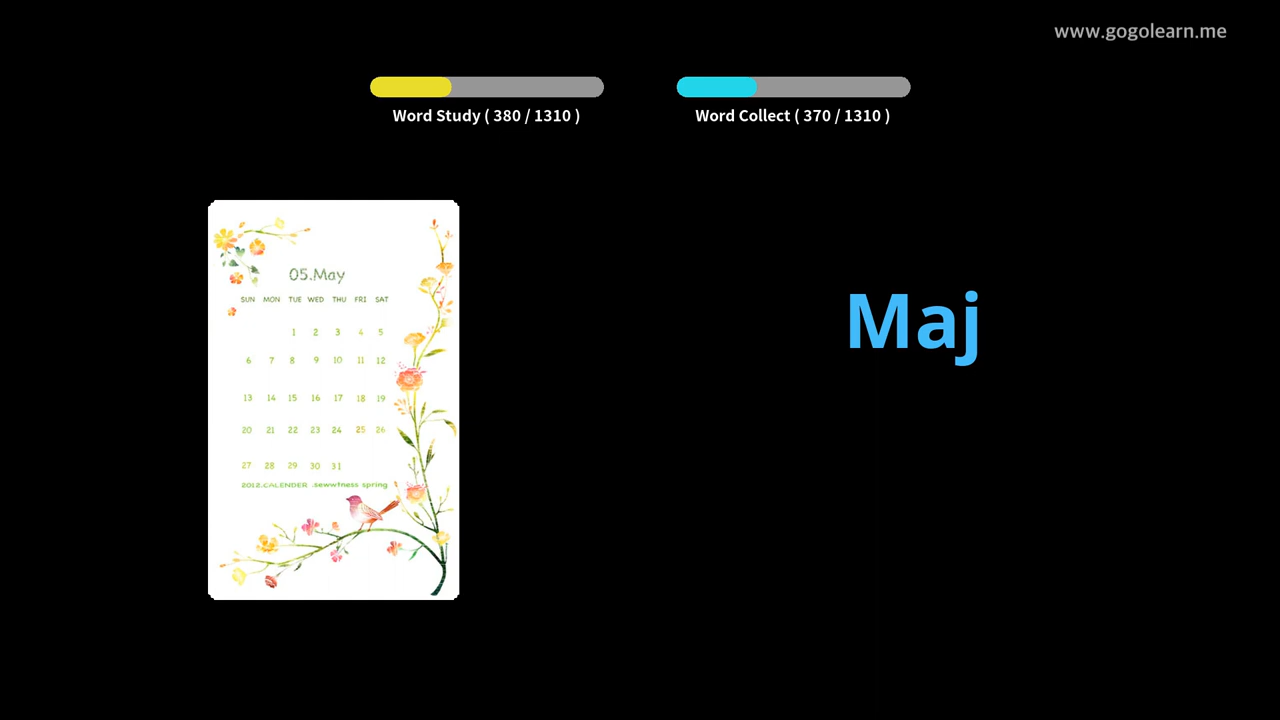 www.gogolearn.me
Word Study ( 380 / 1310 )
Word Collect ( 370 / 1310 )
05.May
SUN MON TUE WED THU FRI SAT
1 2 3 4 5
6 7 8 9 10 11 12
13 14 15 16 17 18 19
20 21 22 23 24 25 26
27 28 29 30 31
2012.CALENDER .sewwtness spring
Maj